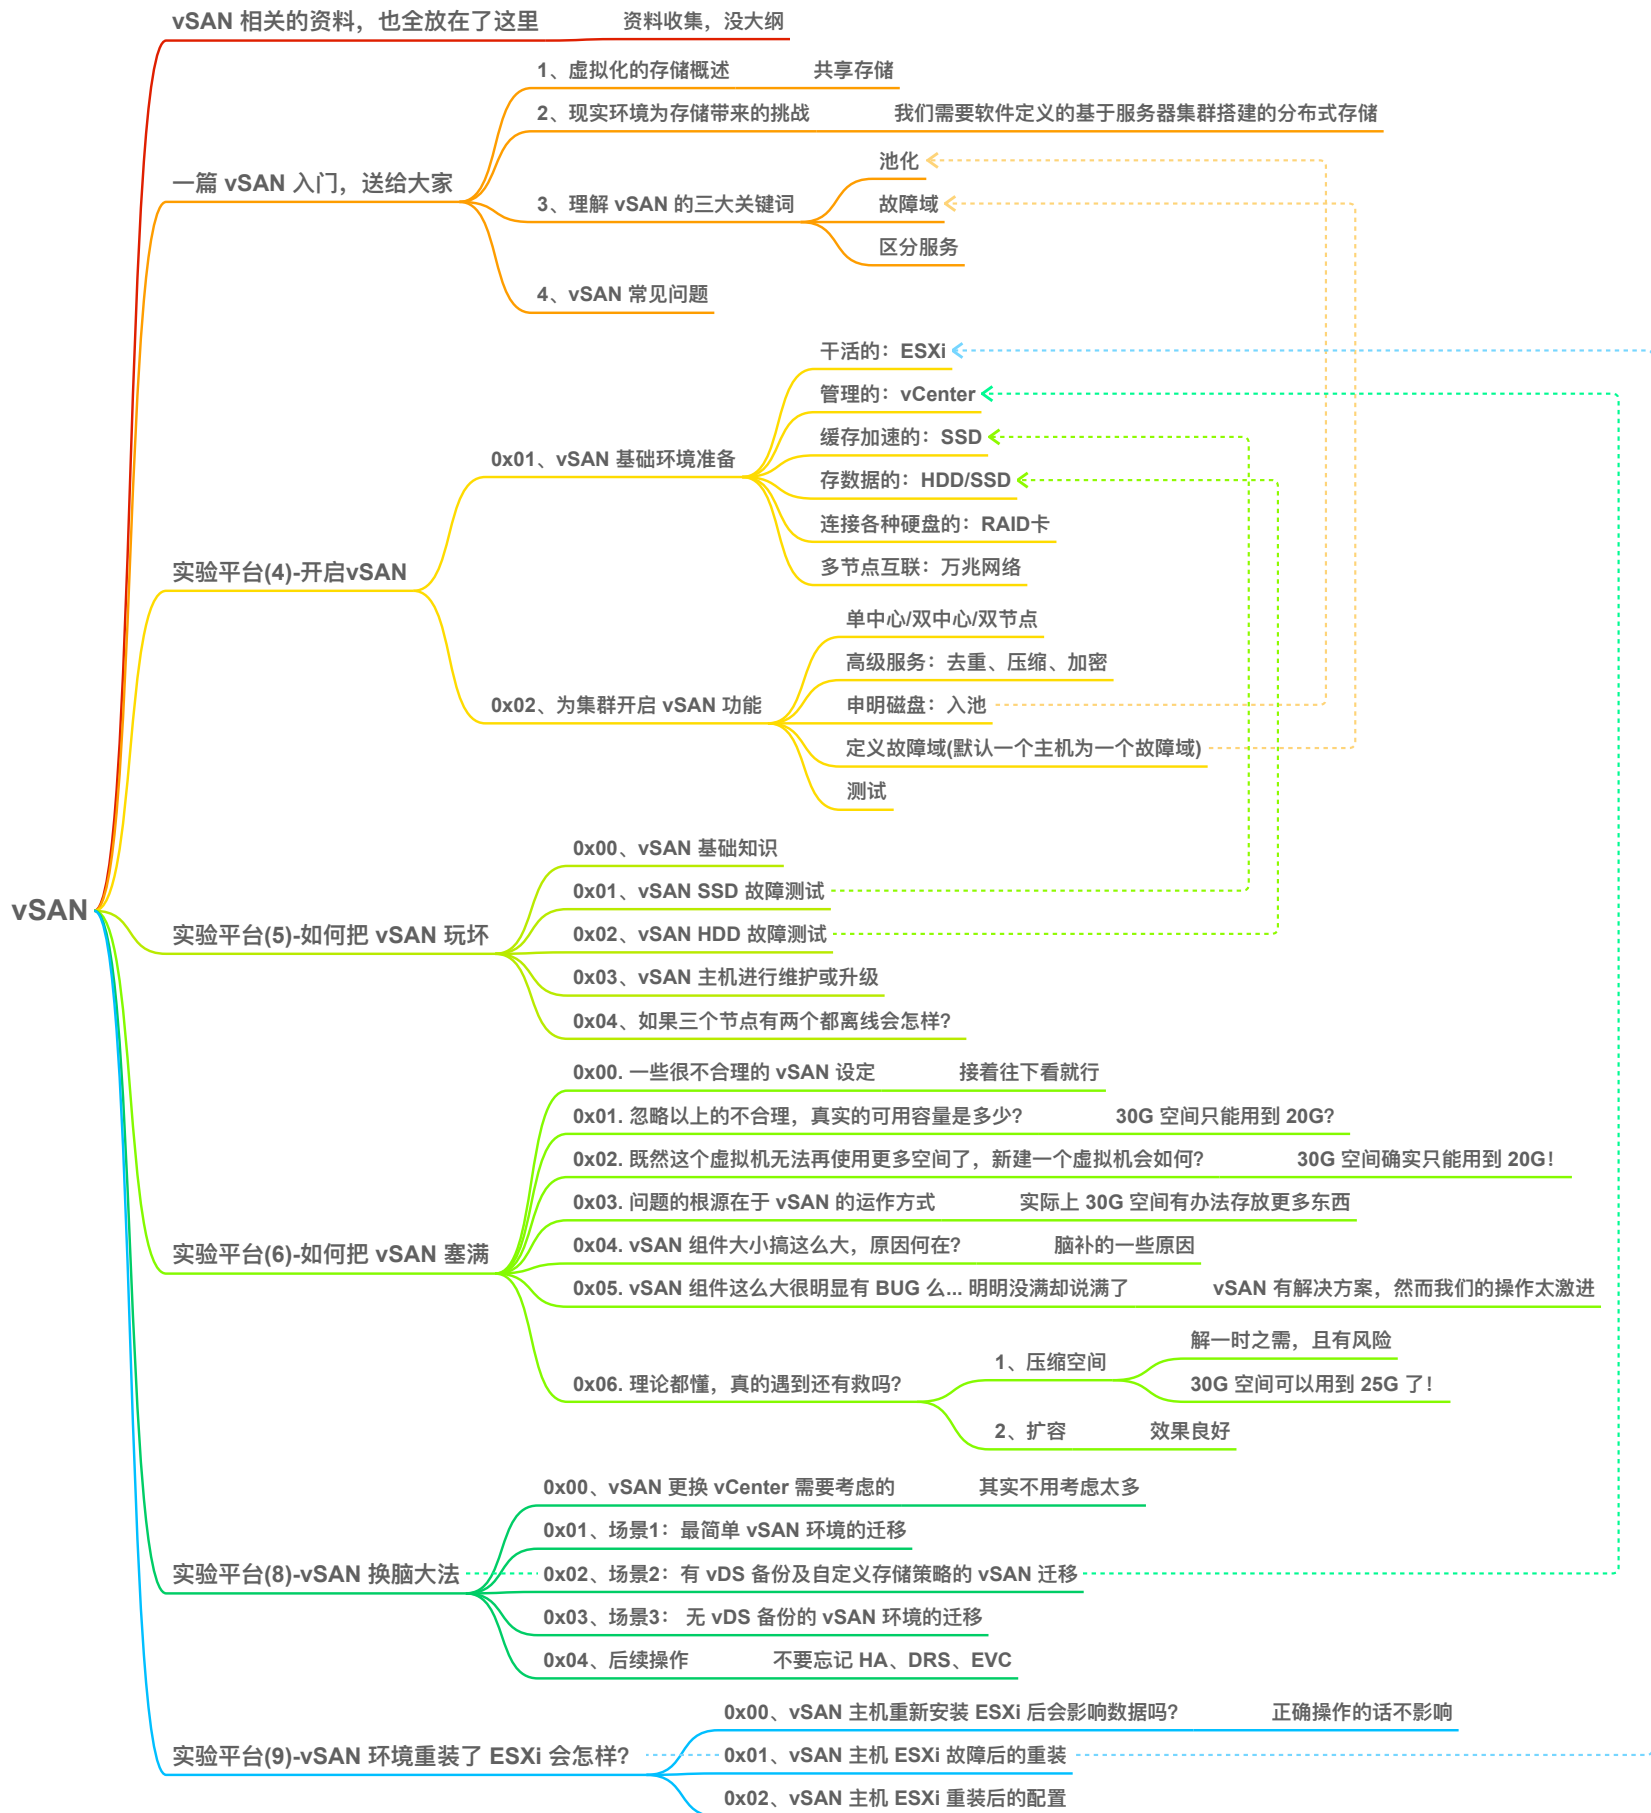 vSAN
vSAN 相关的资料，也全放在了这里
资料收集，没大纲
一篇 vSAN 入门，送给大家
1、虚拟化的存储概述
共享存储
2、现实环境为存储带来的挑战
我们需要软件定义的基于服务器集群搭建的分布式存储
3、理解 vSAN 的三大关键词
池化
故障域
区分服务
4、vSAN 常见问题
实验平台(4)-开启vSAN
0x01、vSAN 基础环境准备
干活的：ESXi
管理的：vCenter
缓存加速的：SSD
存数据的：HDD/SSD
连接各种硬盘的：RAID卡
多节点互联：万兆网络
0x02、为集群开启 vSAN 功能
单中心/双中心/双节点
高级服务：去重、压缩、加密
申明磁盘：入池
定义故障域(默认一个主机为一个故障域)
测试
实验平台(5)-如何把 vSAN 玩坏
0x00、vSAN 基础知识
0x01、vSAN SSD 故障测试
0x02、vSAN HDD 故障测试
0x03、vSAN 主机进行维护或升级
0x04、如果三个节点有两个都离线会怎样？
实验平台(6)-如何把 vSAN 塞满
0x00. 一些很不合理的 vSAN 设定
接着往下看就行
0x01. 忽略以上的不合理，真实的可用容量是多少？
30G 空间只能用到 20G？
0x02. 既然这个虚拟机无法再使用更多空间了，新建一个虚拟机会如何？
30G 空间确实只能用到 20G！
0x03. 问题的根源在于 vSAN 的运作方式
实际上 30G 空间有办法存放更多东西
0x04. vSAN 组件大小搞这么大，原因何在？
脑补的一些原因
0x05. vSAN 组件这么大很明显有 BUG 么... 明明没满却说满了
vSAN 有解决方案，然而我们的操作太激进
0x06. 理论都懂，真的遇到还有救吗？
1、压缩空间
解一时之需，且有风险
30G 空间可以用到 25G 了！
2、扩容
效果良好
实验平台(8)-vSAN 换脑大法
0x00、vSAN 更换 vCenter 需要考虑的
其实不用考虑太多
0x01、场景1：最简单 vSAN 环境的迁移
0x02、场景2：有 vDS 备份及自定义存储策略的 vSAN 迁移
0x03、场景3： 无 vDS 备份的 vSAN 环境的迁移
0x04、后续操作
不要忘记 HA、DRS、EVC
实验平台(9)-vSAN 环境重装了 ESXi 会怎样？
0x00、vSAN 主机重新安装 ESXi 后会影响数据吗？
正确操作的话不影响
0x01、vSAN 主机 ESXi 故障后的重装
0x02、vSAN 主机 ESXi 重装后的配置